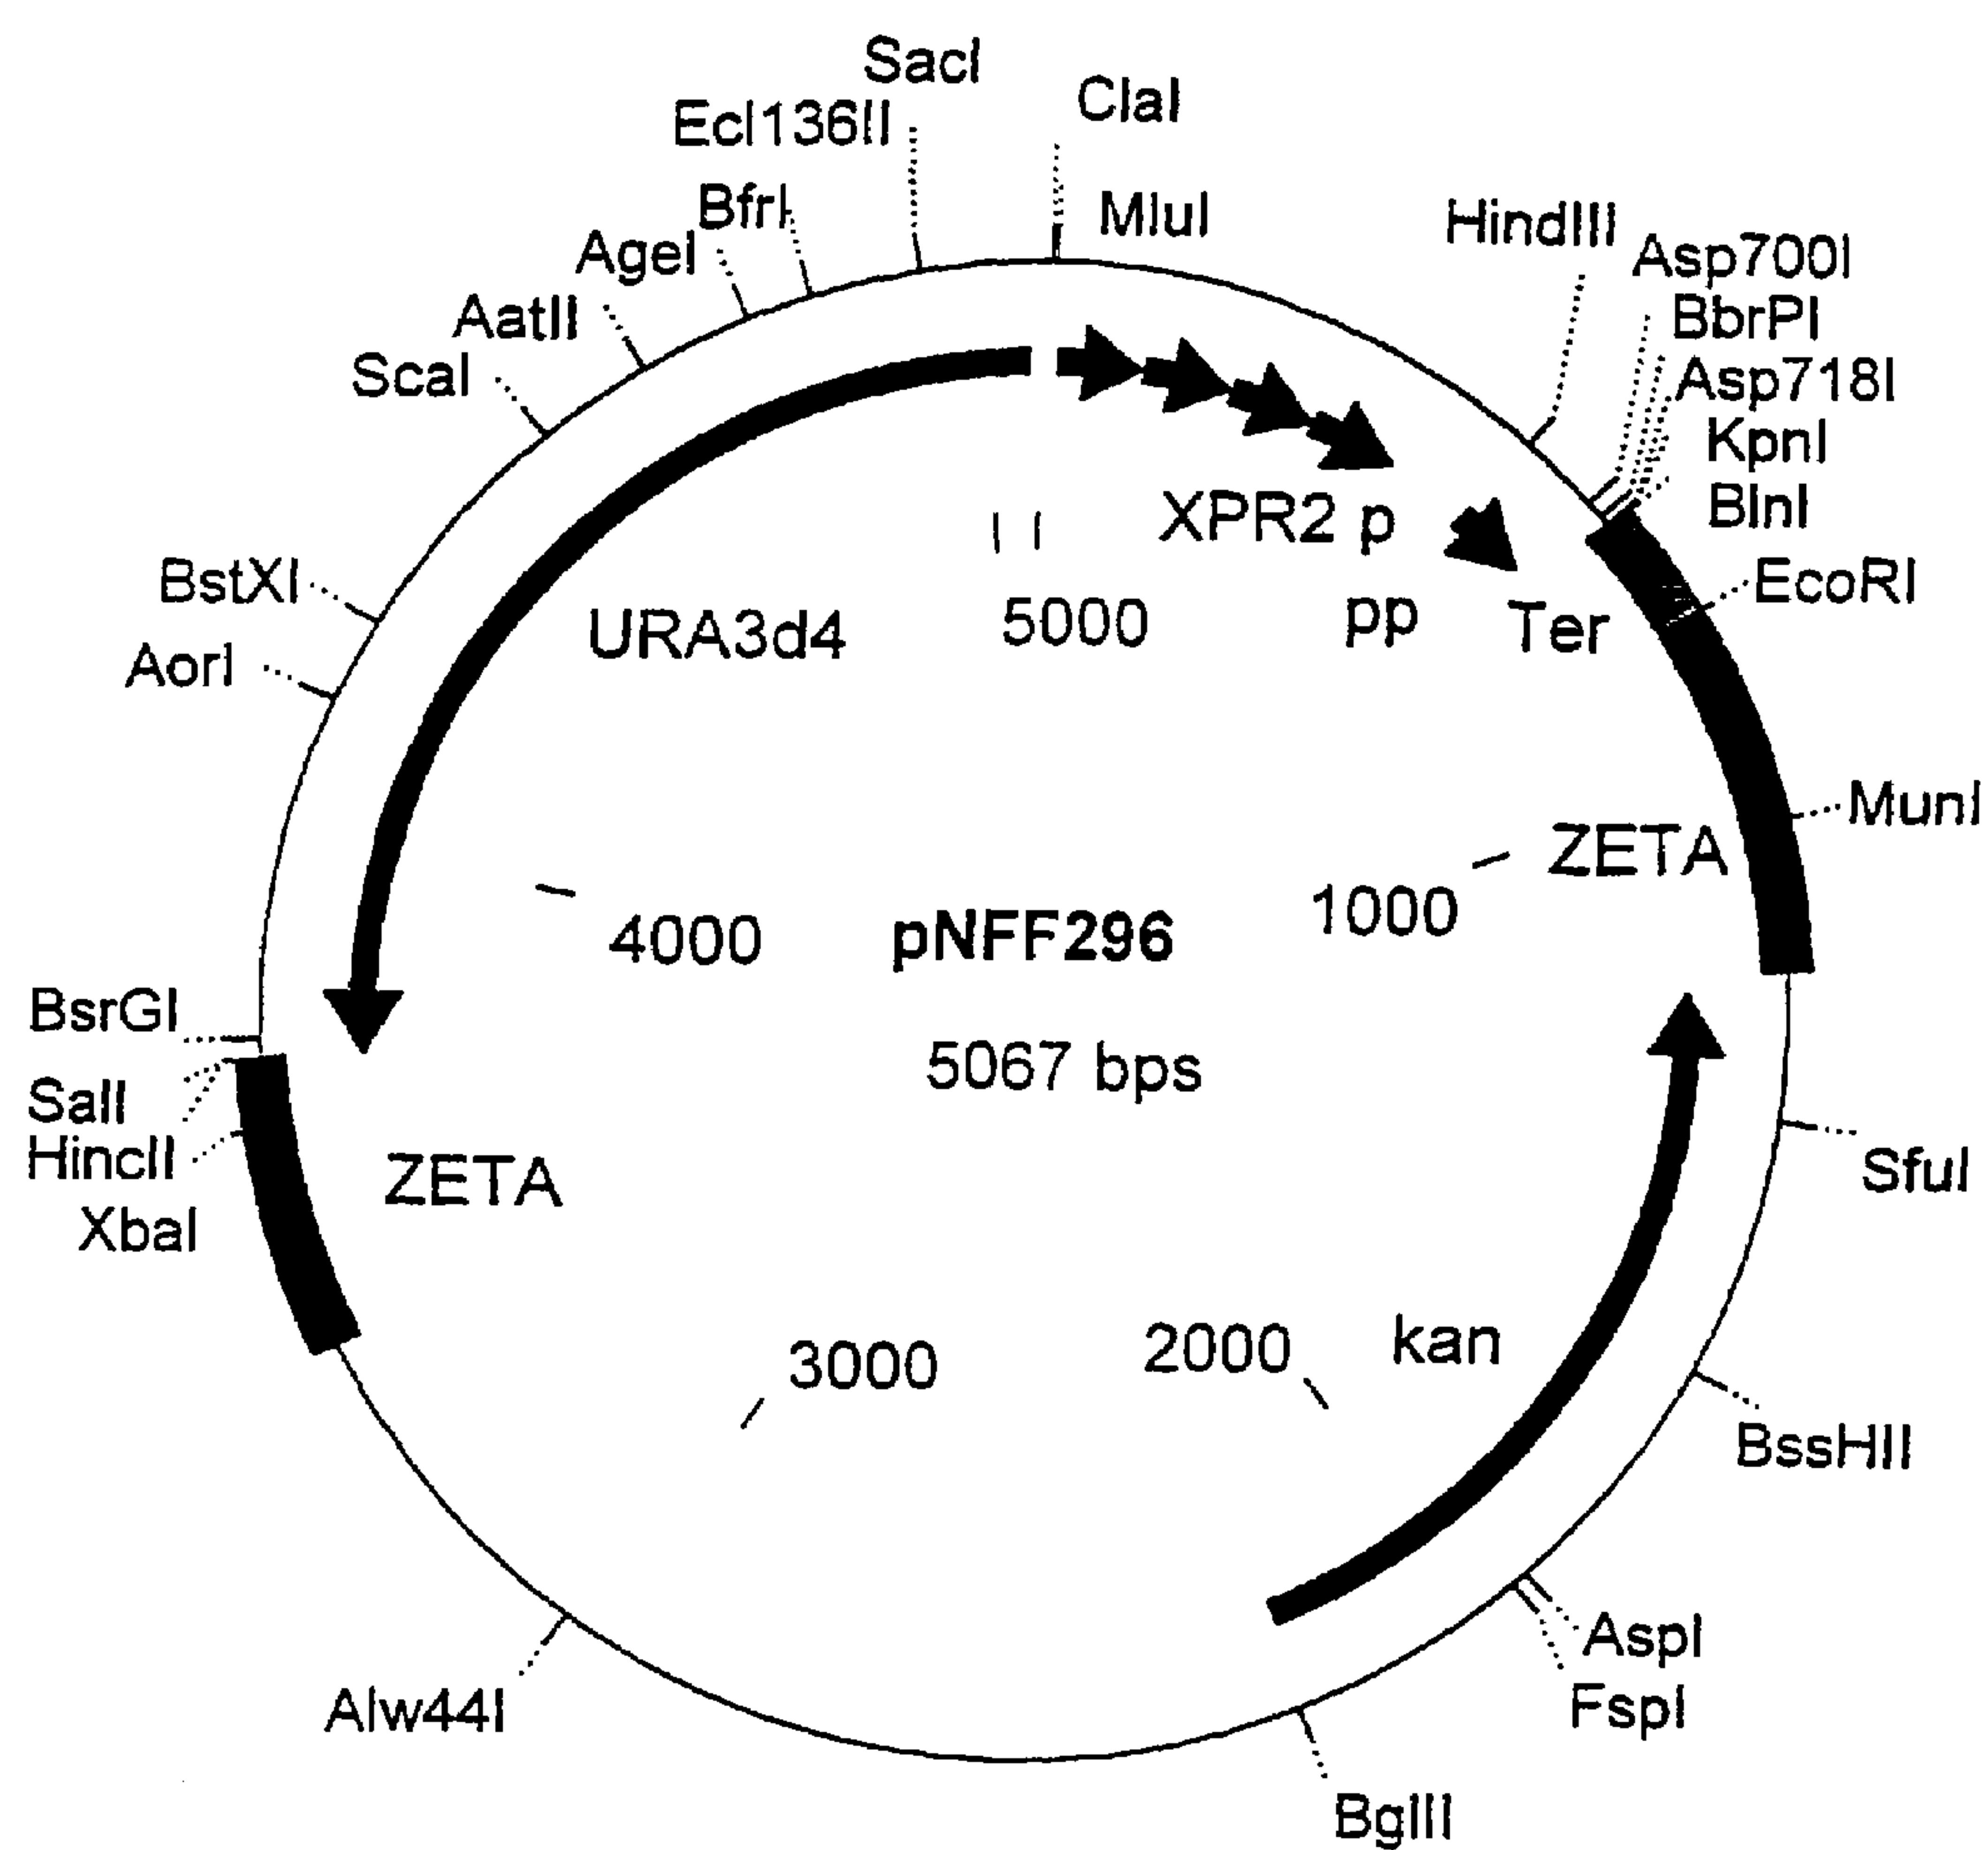 SacI
ClaI
Ecl136II
BfrI
MluI
HindIII
AgeI
Asp700I
AatII
BbrPI
ScaI
Asp718I
KpnI
BlnI
XPR2 p
BstXI
EcoRI
URA3d4
5000
pp
Ter
AorI
MunI
ZETA
1000
4000
pNFF296
BsrGI
5067 bps
SalI
HincII
ZETA
SfuI
XbaI
3000
2000
kan
BssHII
AspI
FspI
Alw44I
BglII